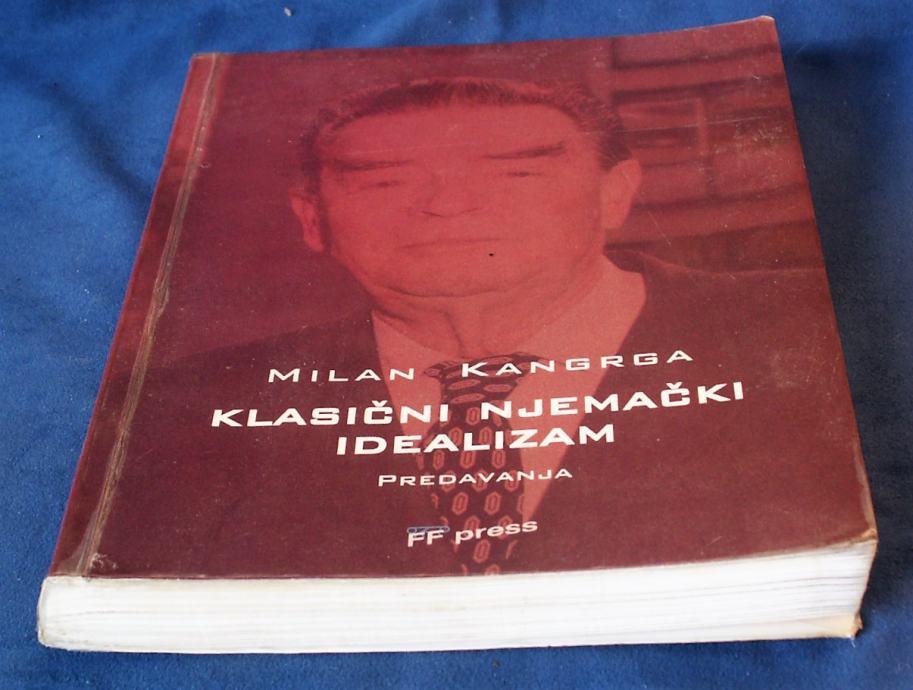 MILAN KANGRGA
KLASIČNI NJEMAČKI
IDEALIZAM
PREDAVANJA
FF press